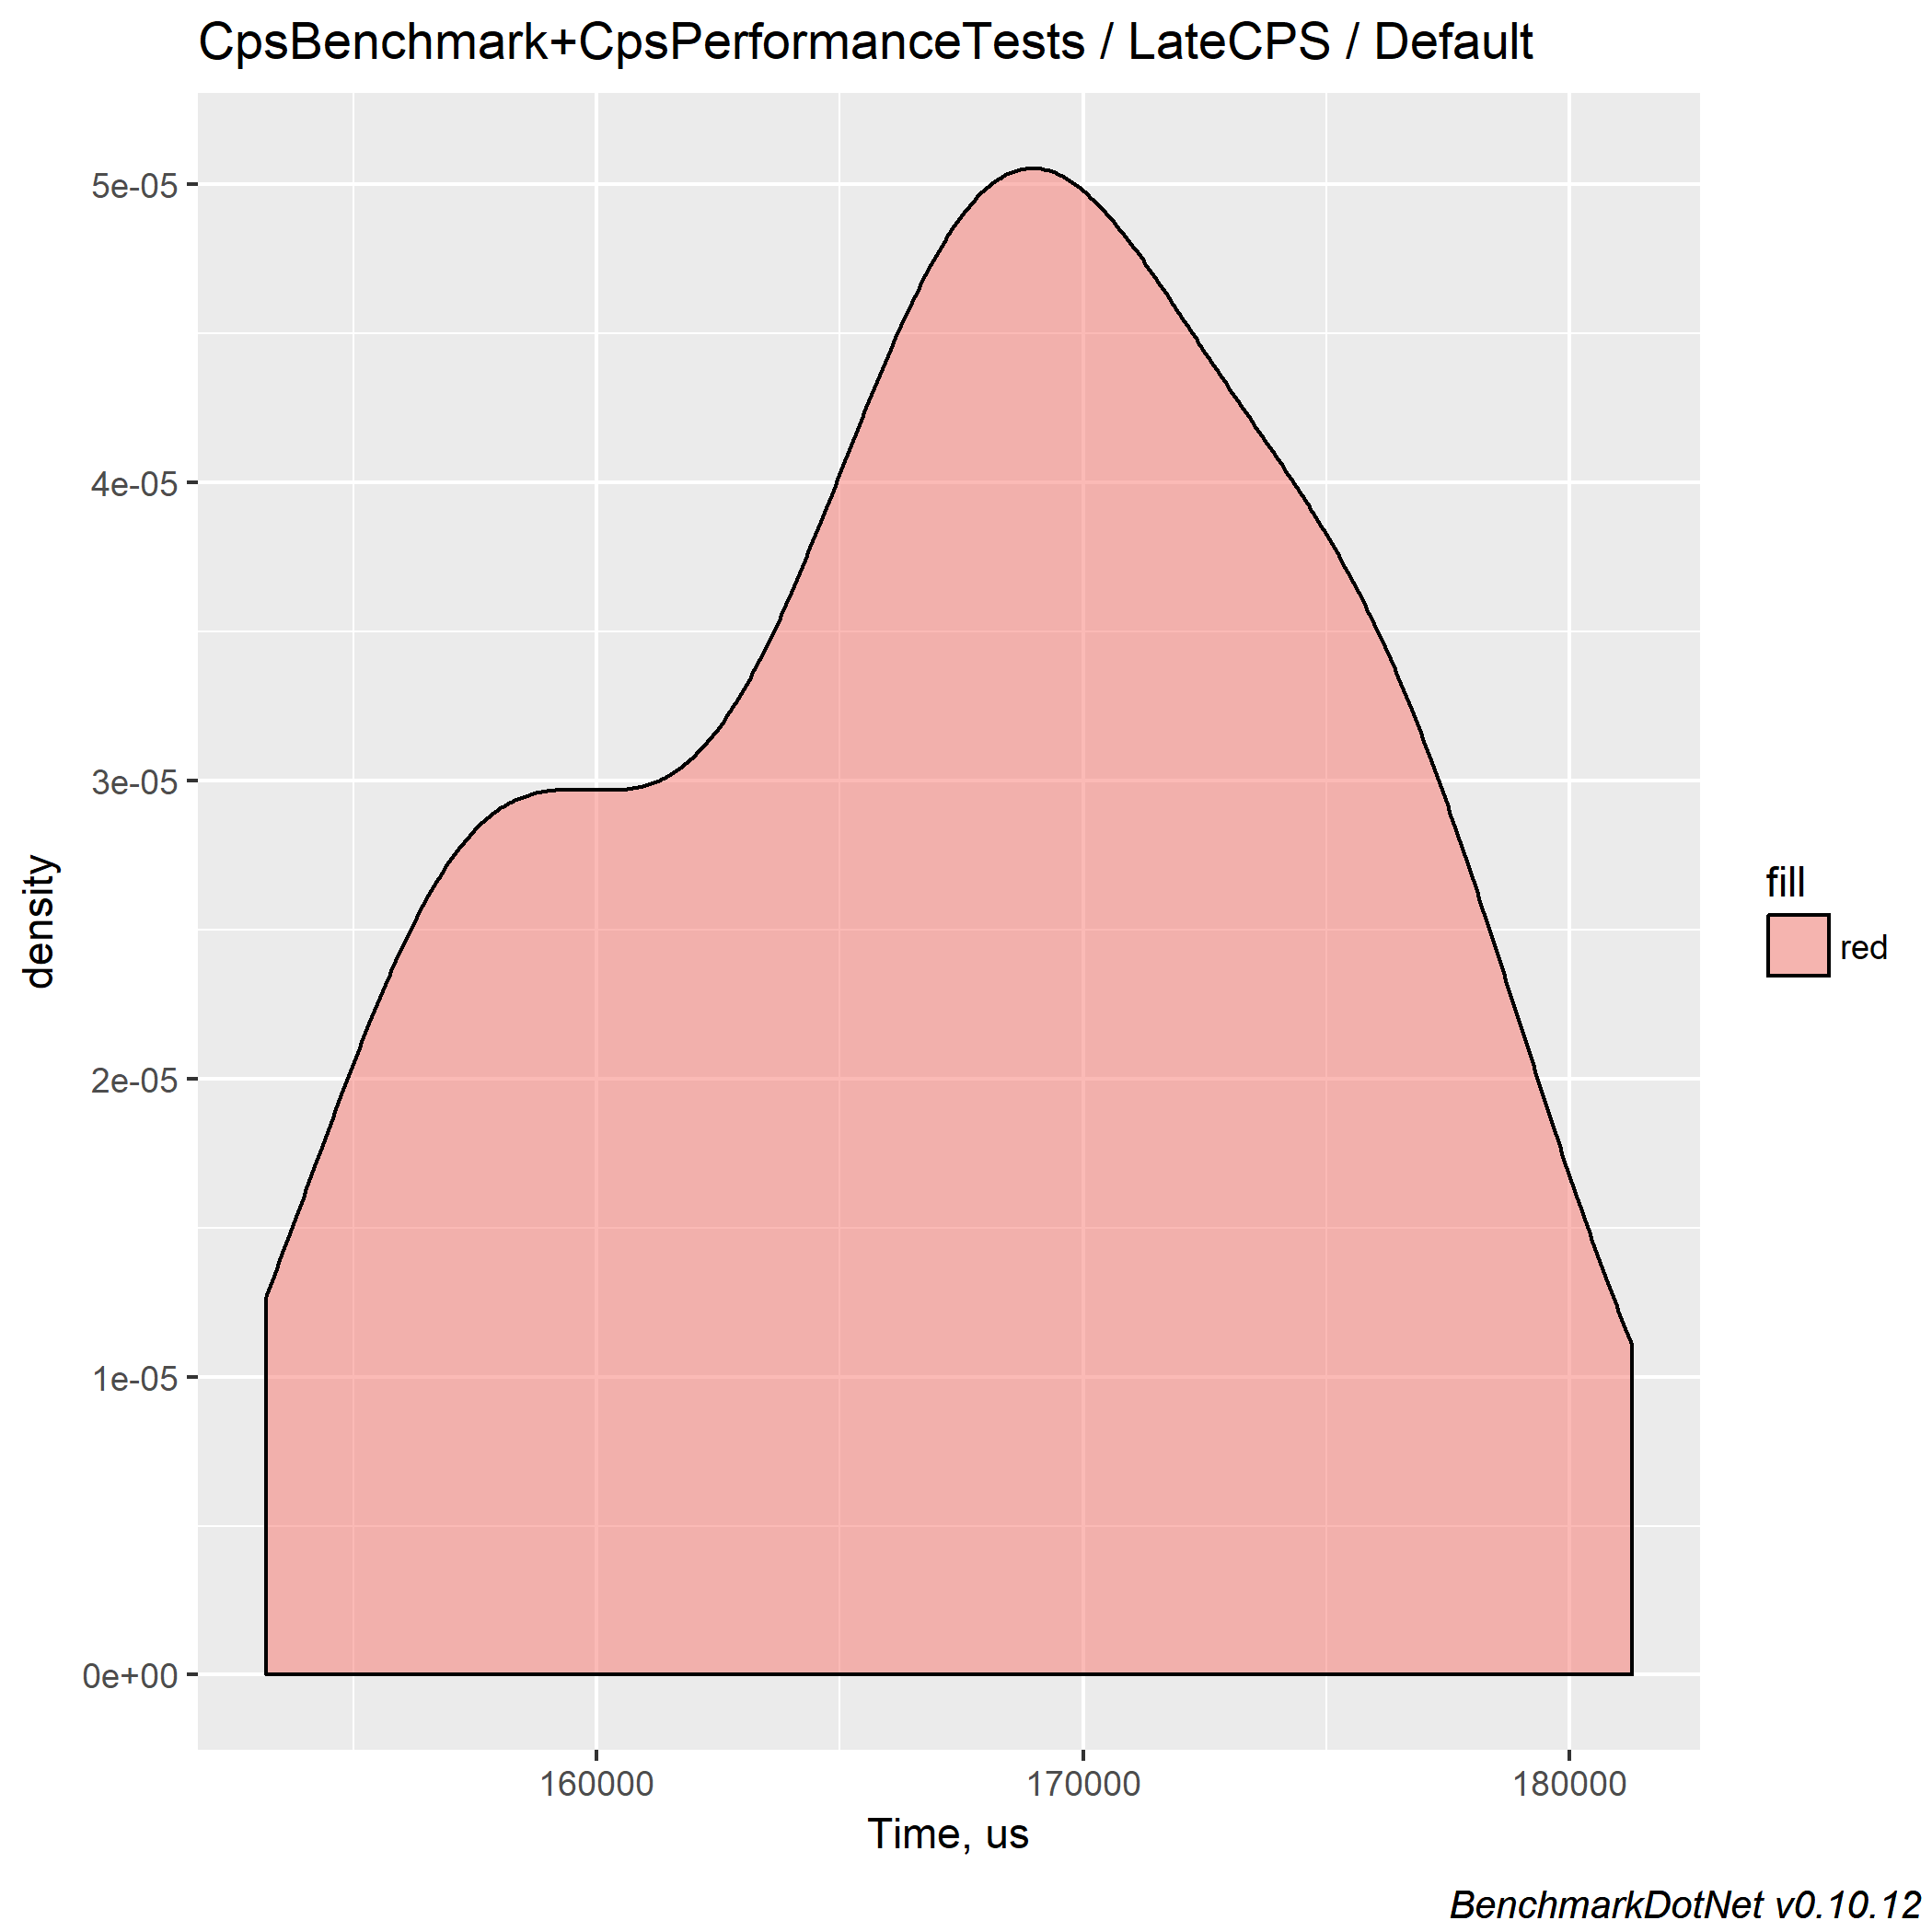 CpsBenchmark+CpsPerformanceTests / LateCPS / Default
5e-05
4e-05
3e-05
2e-05
1e-05
0e+00
density
160000 170000 180000
Time, us
fill
red
BenchmarkDotNet v0.10.12